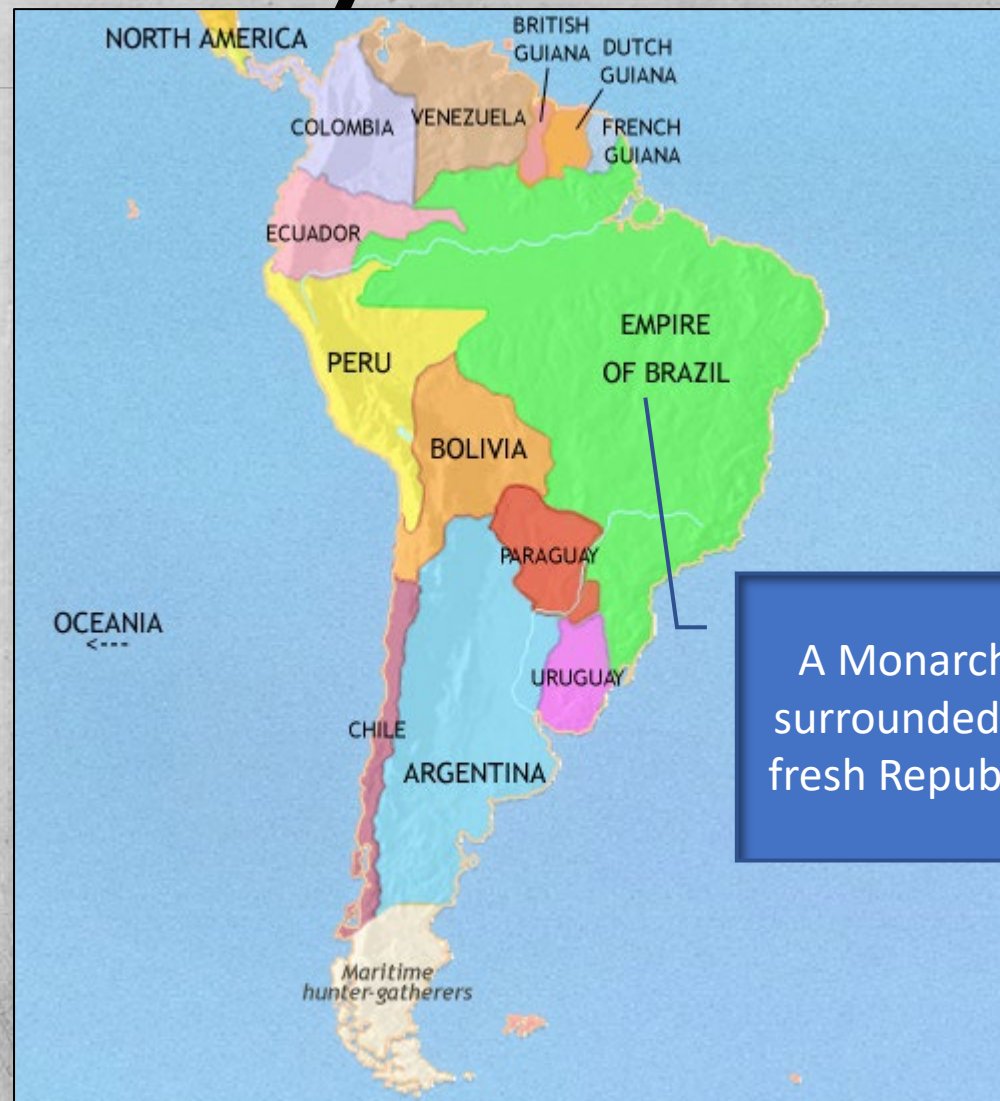 NORTH AMERICA
BRITISH
GUIANA
DUTCH
GUIANA
COLOMBIA
VENEZUELA
FRENCH
GUIANA
ECUADOR
EMPIRE
OF BRAZIL
PERU
BOLIVIA
PARAGUAY
OCEANIA
<---
URUGUAY
A Monarch
surrounded
fresh Repub
CHILE
ARGENTINA
Maritime
hunter-gatherers